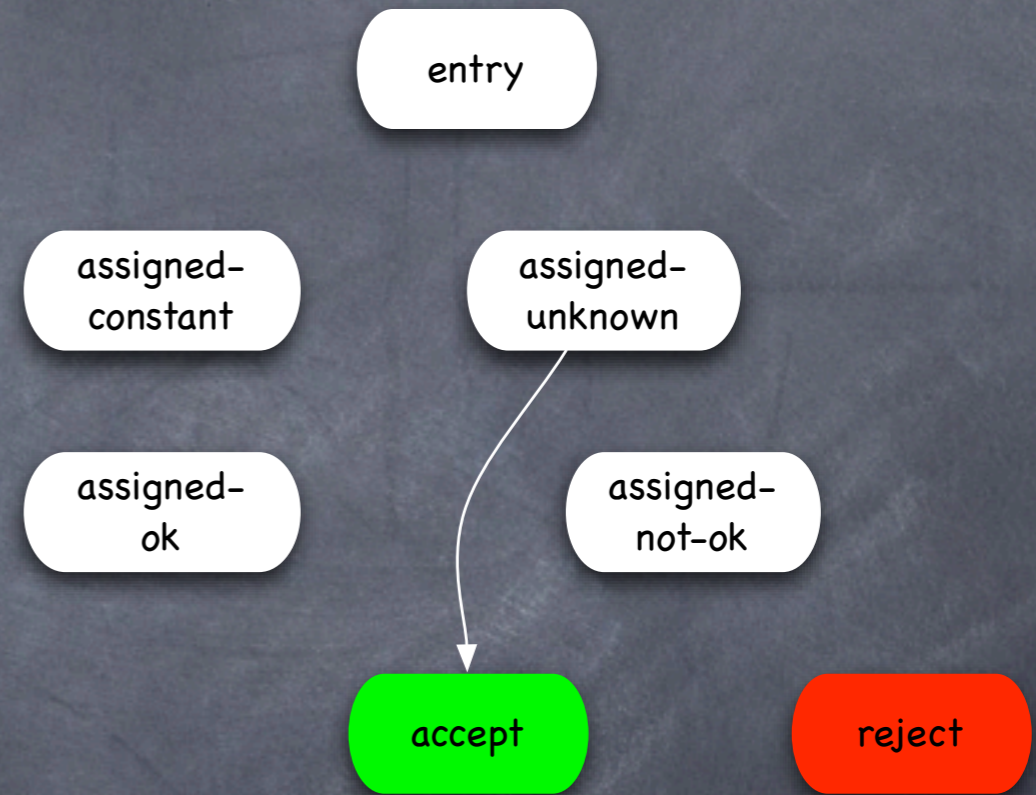 entry
assigned-
constant
assigned-
unknown
assigned-
ok
assigned-
not-ok
accept
reject